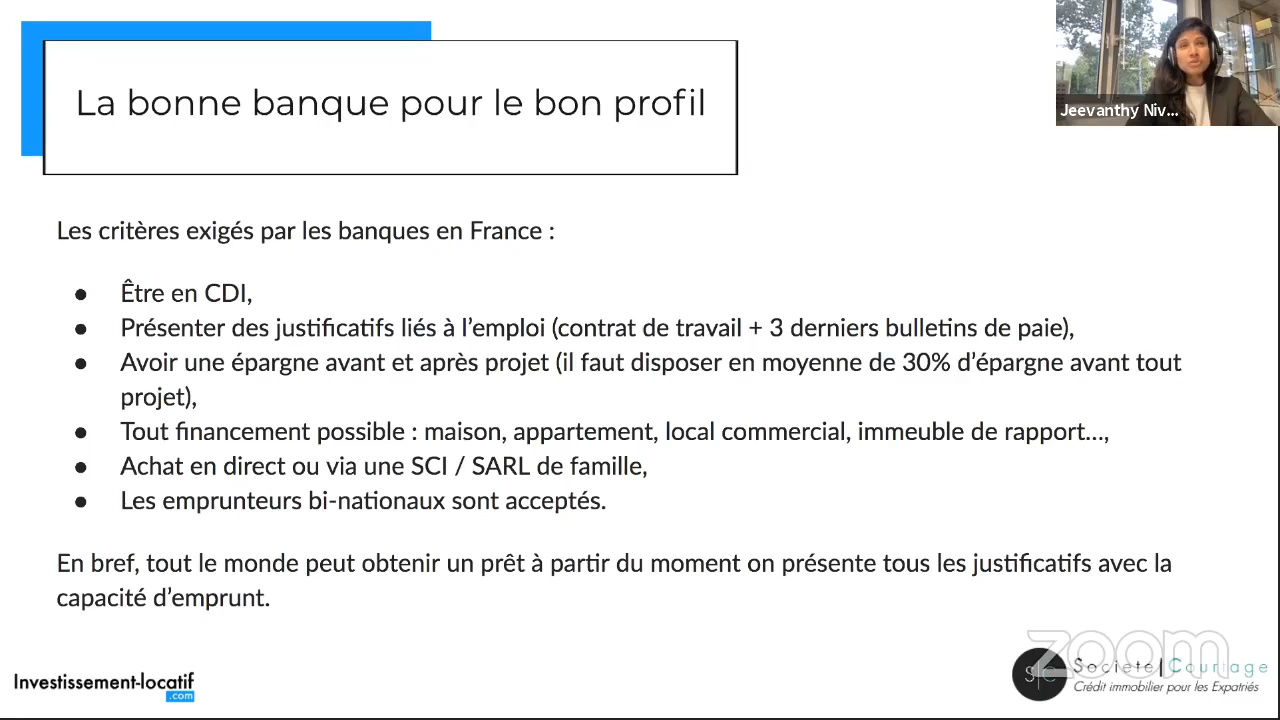 La bonne banque pour le bon profil
Jeevanthy Niv...
Les critères exigés par les banques en France :
● Être en CDI,
● Présenter des justificatifs liés à l’emploi (contrat de travail + 3 derniers bulletins de paie),
● Avoir une épargne avant et après projet (il faut disposer en moyenne de 30% d’épargne avant tout
projet),
● Tout financement possible : maison, appartement, local commercial, immeuble de rapport...,
● Achat en direct ou via une SCI / SARL de famille,
● Les emprunteurs bi-nationaux sont acceptés.
En bref, tout le monde peut obtenir un prêt à partir du moment on présente tous les justificatifs avec la
capacité d’emprunt.
zoom
Investissement-locatif
.com
S|C
Societe|Courtage
Crédit immobilier pour les Expatriés